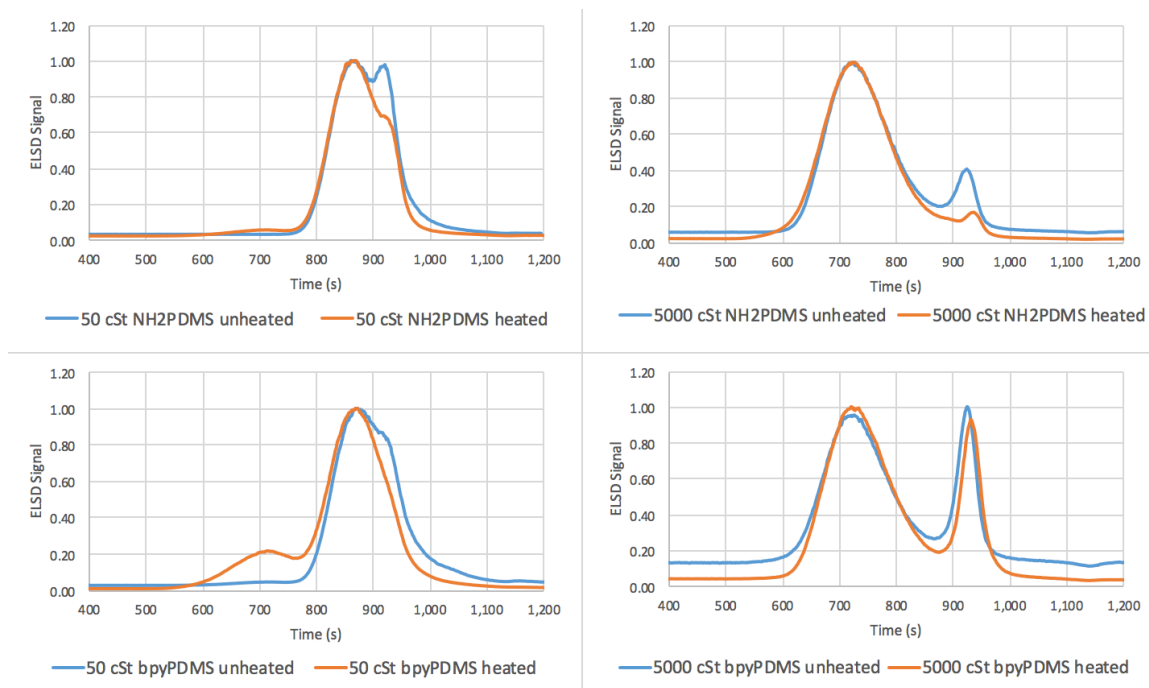 1.20
1.00
0.80
0.60
0.40
0.20
0.00
ELSD Signal
400 500 600 700 800 900 1,000 1,100 1,200
Time (s)
50 cSt NH2PDMS unheated 50 cSt NH2PDMS heated
1.20
1.00
0.80
0.60
0.40
0.20
0.00
ELSD Signal
400 500 600 700 800 900 1,000 1,100 1,200
Time (s)
5000 cSt NH2PDMS unheated 5000 cSt NH2PDMS heated
1.20
1.00
0.80
0.60
0.40
0.20
0.00
ELSD Signal
400 500 600 700 800 900 1,000 1,100 1,200
Time (s)
50 cSt bpyPDMS unheated 50 cSt bpyPDMS heated
1.20
1.00
0.80
0.60
0.40
0.20
0.00
ELSD Signal
400 500 600 700 800 900 1,000 1,100 1,200
Time (s)
5000 cSt bpyPDMS unheated 5000 cSt bpyPDMS heated